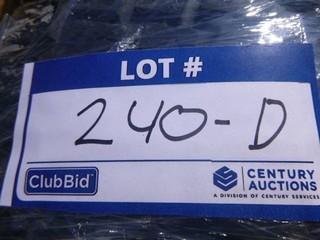 LOT #
240-D
ClubBid
CENTURY
AUCTIONS
A DIVISION OF CENTURY SERVICES